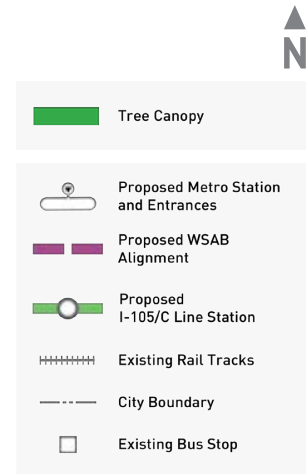 N
Tree Canopy
Proposed Metro Station
and Entrances
Proposed WSAB
Alignment
Proposed
I-105/C Line Station
Existing Rail Tracks
City Boundary
Existing Bus Stop